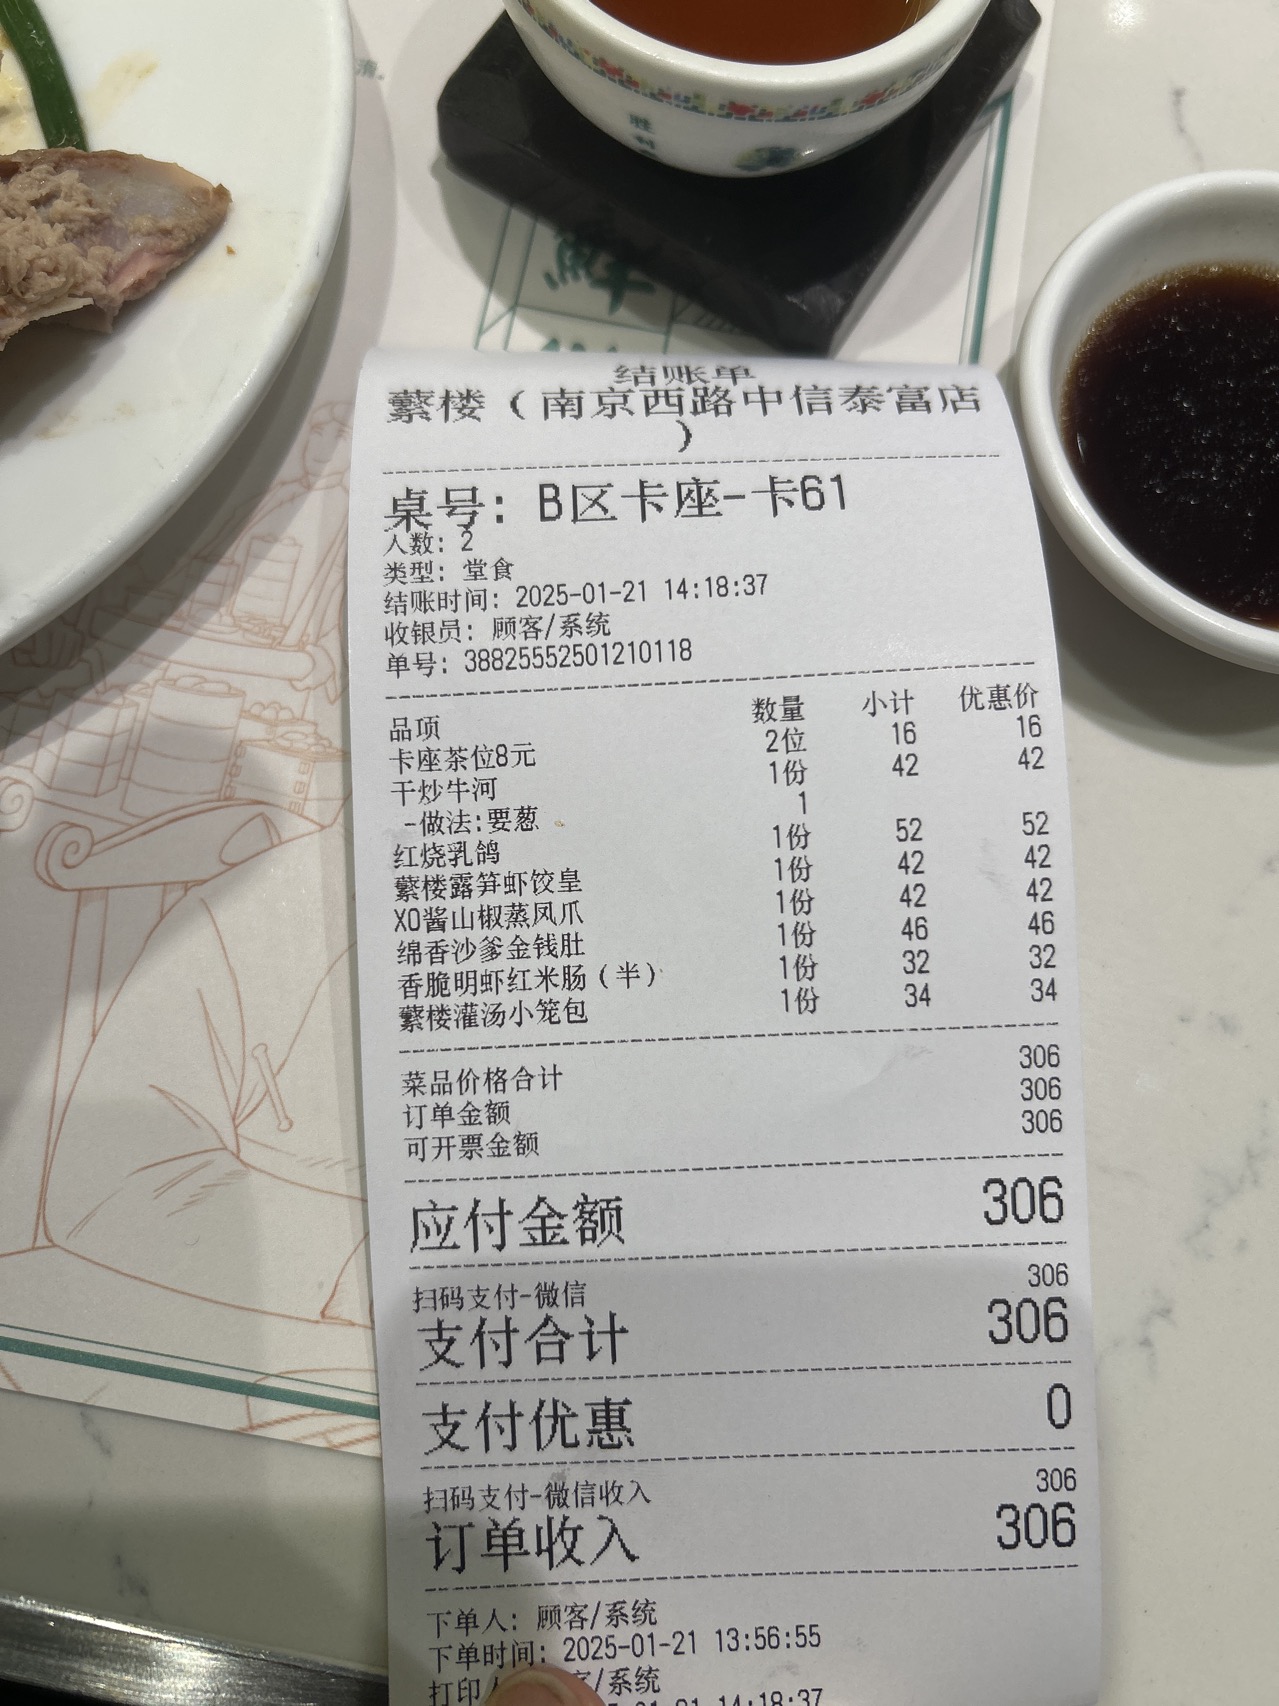 清。
胜
鲜
结账单
蘩楼（南京西路中信泰富店
）
桌号：B区卡座-卡61
人数：2
类型：堂食
结账时间：2025-01-21 14:18:37
收银员：顾客/系统
单号：38825552501210118
品项 数量 小计 优惠价
卡座茶位8元 2位 16 16
干炒牛河 1份 42 42
-做法:要葱 1
红烧乳鸽 1份 52 52
蘩楼露笋虾饺皇 1份 42 42
XO酱山椒蒸凤爪 1份 42 42
绵香沙爹金钱肚 1份 46 46
香脆明虾红米肠（半） 1份 32 32
蘩楼灌汤小笼包 1份 34 34
菜品价格合计 306
订单金额 306
可开票金额 306
应付金额 306
扫码支付-微信 306
支付合计 306
支付优惠 0
扫码支付-微信收入 306
订单收入 306
下单人：顾客/系统
下单时间：2025-01-21 13:56:55
打印 /系统
14:18:37